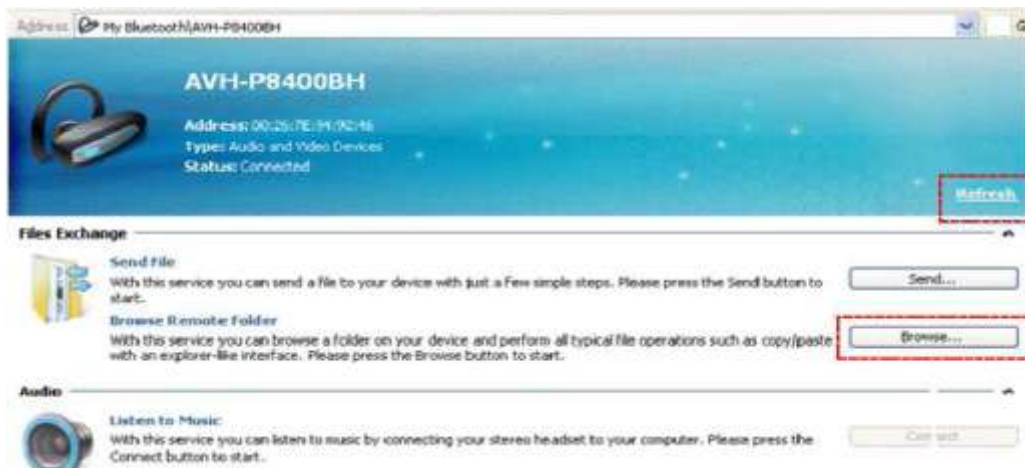 Address My Bluetooth\AVH-P8400BH
G
AVH-P8400BH
Address: 00:26:7E:94:92:46
Type: Audio and Video Devices
Status: Connected
Refresh
Files Exchange
Send File
With this service you can send a file to your device with just a few simple steps. Please press the Send button to
start.
Send...
Browse Remote Folder
With this service you can browse a folder on your device and perform all typical file operations such as copy/paste
with an explorer-like interface. Please press the Browse button to start.
Browse...
Audio
Listen to Music
With this service you can listen to music by connecting your stereo headset to your computer. Please press the
Connect button to start.
Connect